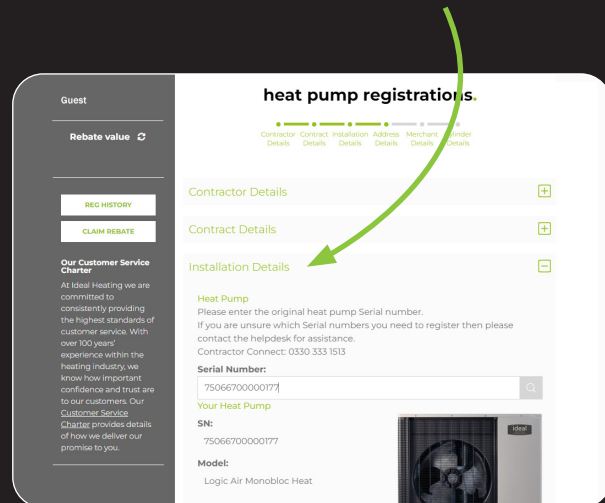 Guest
Rebate value
REG HISTORY
CLAIM REBATE
Our Customer Service
Charter
At Ideal Heating we are
committed to
consistently providing
the highest standards of
customer service. With
over 100 years'
experience within the
heating industry, we
know how important
confidence and trust are
to our customers. Our
Customer Service
Charter provides details
of how we deliver our
promise to you.
heat pump registrations.
Contractor Details
Contract Details
Installation Details
Address Details
Merchant Details
Cylinder Details
Contractor Details
Contract Details
Installation Details
Heat Pump
Please enter the original heat pump Serial number.
If you are unsure which Serial numbers you need to register then please
contact the helpdesk for assistance.
Contractor Connect: 0330 333 1513
Serial Number:
75066700000177
Your Heat Pump
SN:
75066700000177
Model:
Logic Air Monobloc Heat
ideal